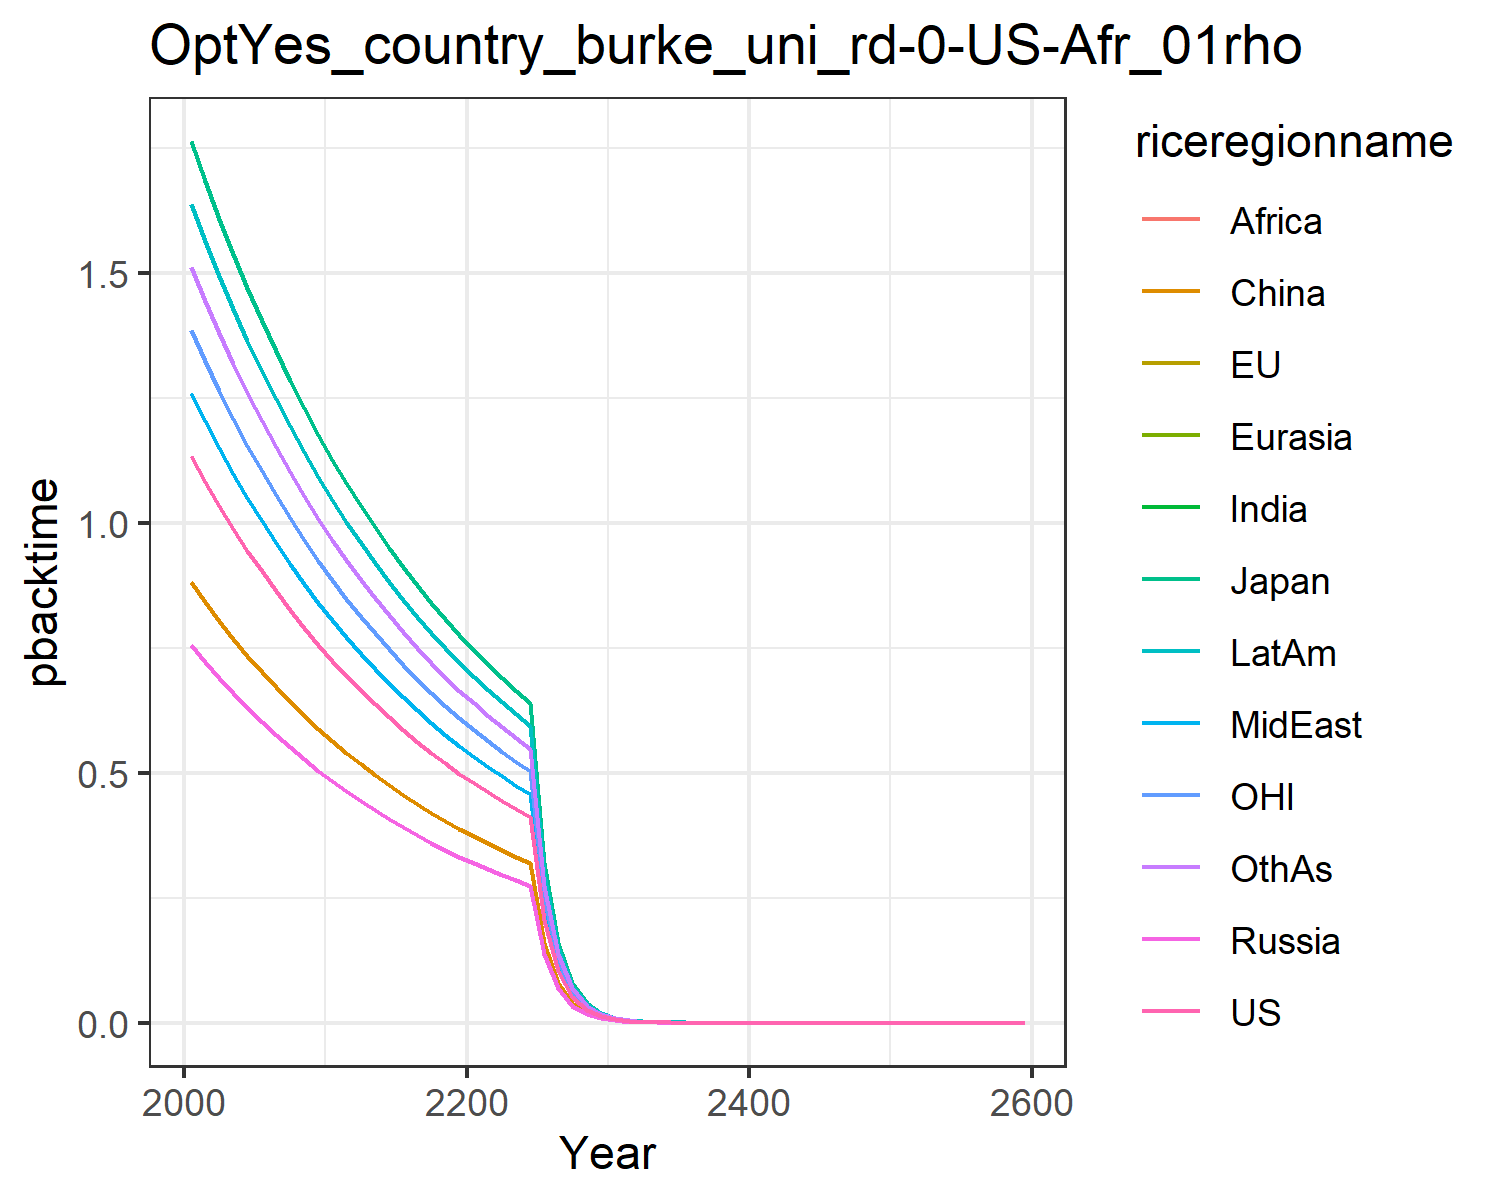 OptYes_country_burke_uni_rd-0-US-Afr_01rho
pbacktime
1.5
1.0
0.5
0.0
2000 2200 2400 2600
Year
riceregionname
Africa
China
EU
Eurasia
India
Japan
LatAm
MidEast
OHI
OthAs
Russia
US